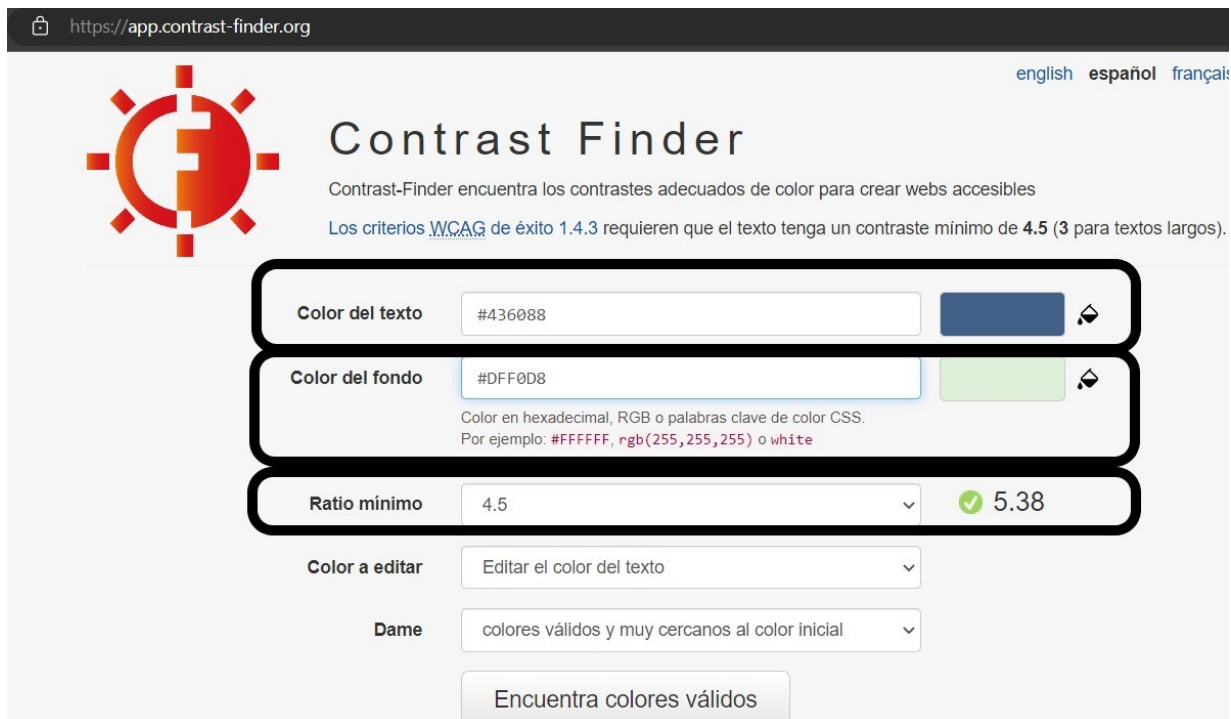 https://app.contrast-finder.org
english español français
Contrast Finder
Contrast-Finder encuentra los contrastes adecuados de color para crear webs accesibles
Los criterios WCAG de éxito 1.4.3 requieren que el texto tenga un contraste mínimo de 4.5 (3 para textos largos).
Color del texto #436088
Color del fondo #DFF0D8
Color en hexadecimal, RGB o palabras clave de color CSS.
Por ejemplo: #FFFFFF, rgb(255,255,255) o white
Ratio mínimo 4.5 5.38
Color a editar Editar el color del texto
Dame colores válidos y muy cercanos al color inicial
Encuentra colores válidos